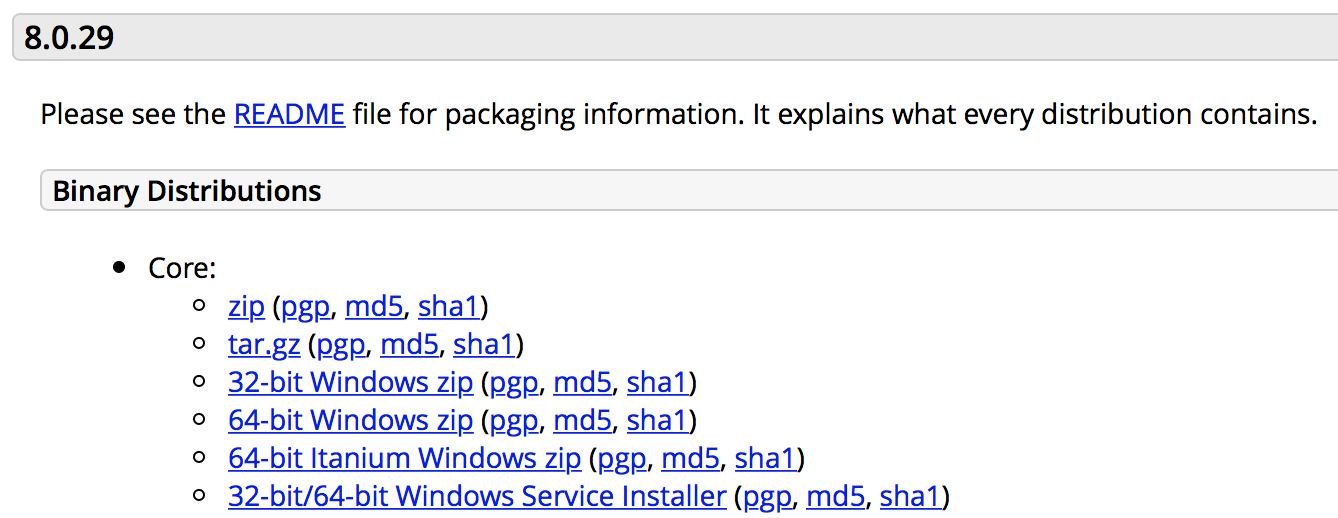 8.0.29
Please see the README file for packaging information. It explains what every distribution contains.
Binary Distributions
• Core:
○ zip (pgp, md5, sha1)
○ tar.gz (pgp, md5, sha1)
○ 32-bit Windows zip (pgp, md5, sha1)
○ 64-bit Windows zip (pgp, md5, sha1)
○ 64-bit Itanium Windows zip (pgp, md5, sha1)
○ 32-bit/64-bit Windows Service Installer (pgp, md5, sha1)